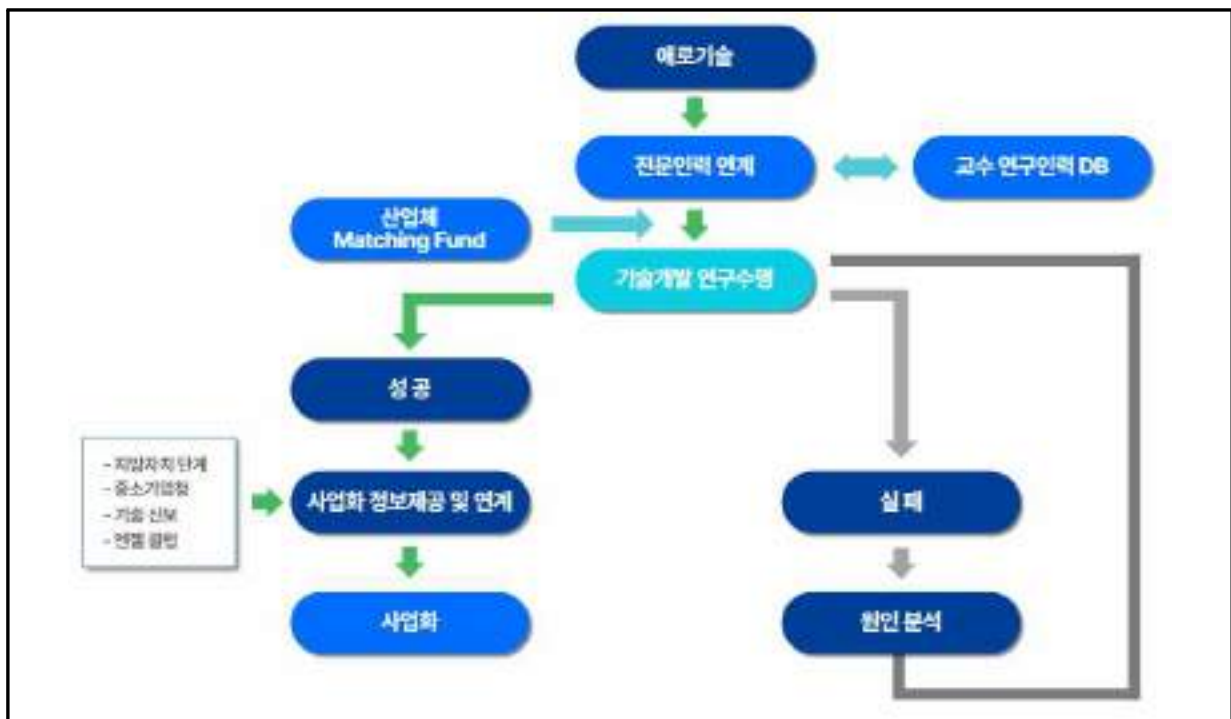 애로기술
전문인력 연계
교수 연구인력 DB
산업체
Matching Fund
기술개발 연구수행
성 공
- 지방자치 단체
- 중소기업청
- 기술 신보
- 엔젤 클럽
사업화 정보제공 및 연계
실 패
사업화
원인 분석